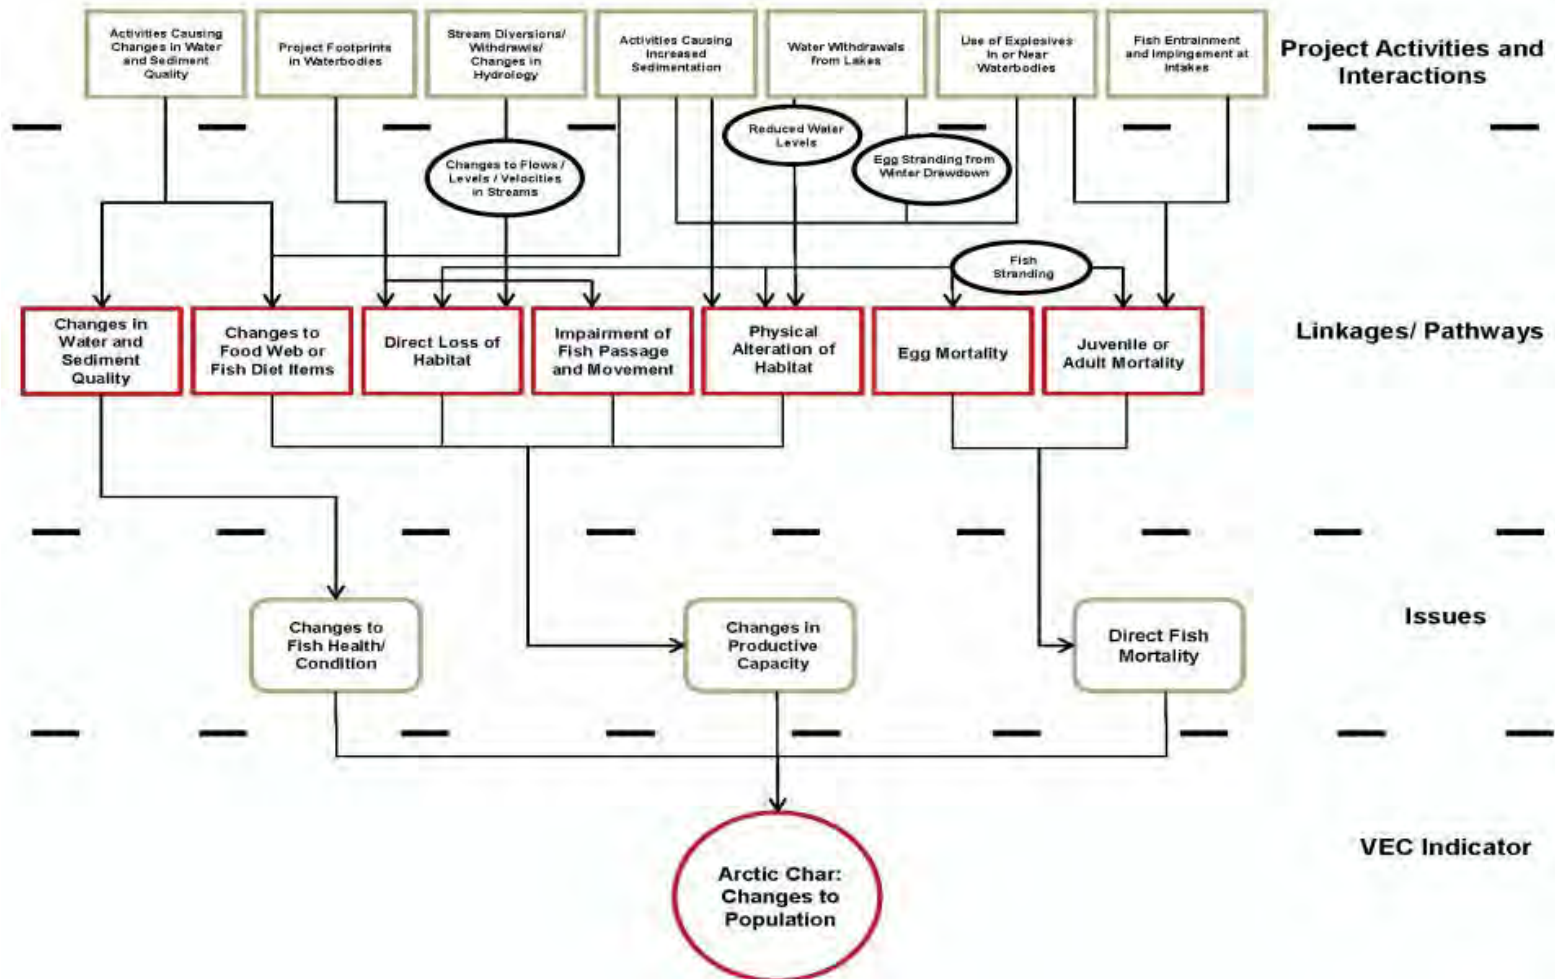 Activities Causing
Changes in Water
and Sediment
Quality
Project Footprints
in Waterbodies
Stream Diversions/
Withdrawls/
Changes in
Hydrology
Activities Causing
Increased
Sedimentation
Water Withdrawals
from Lakes
Use of Explosives
In or Near
Waterbodies
Fish Entrainment
and Impingement at
Intakes
Project Activities and
Interactions
Changes to Flows /
Levels / Velocities
in Streams
Reduced Water
Levels
Egg Stranding from
Winter Drawdown
Fish
Stranding
Changes in
Water and
Sediment
Quality
Changes to
Food Web or
Fish Diet Items
Direct Loss of
Habitat
Impairment of
Fish Passage
and Movement
Physical
Alteration of
Habitat
Egg Mortality
Juvenile or
Adult Mortality
Linkages/ Pathways
Changes to
Fish Health/
Condition
Changes in
Productive
Capacity
Direct Fish
Mortality
Issues
Arctic Char:
Changes to
Population
VEC Indicator